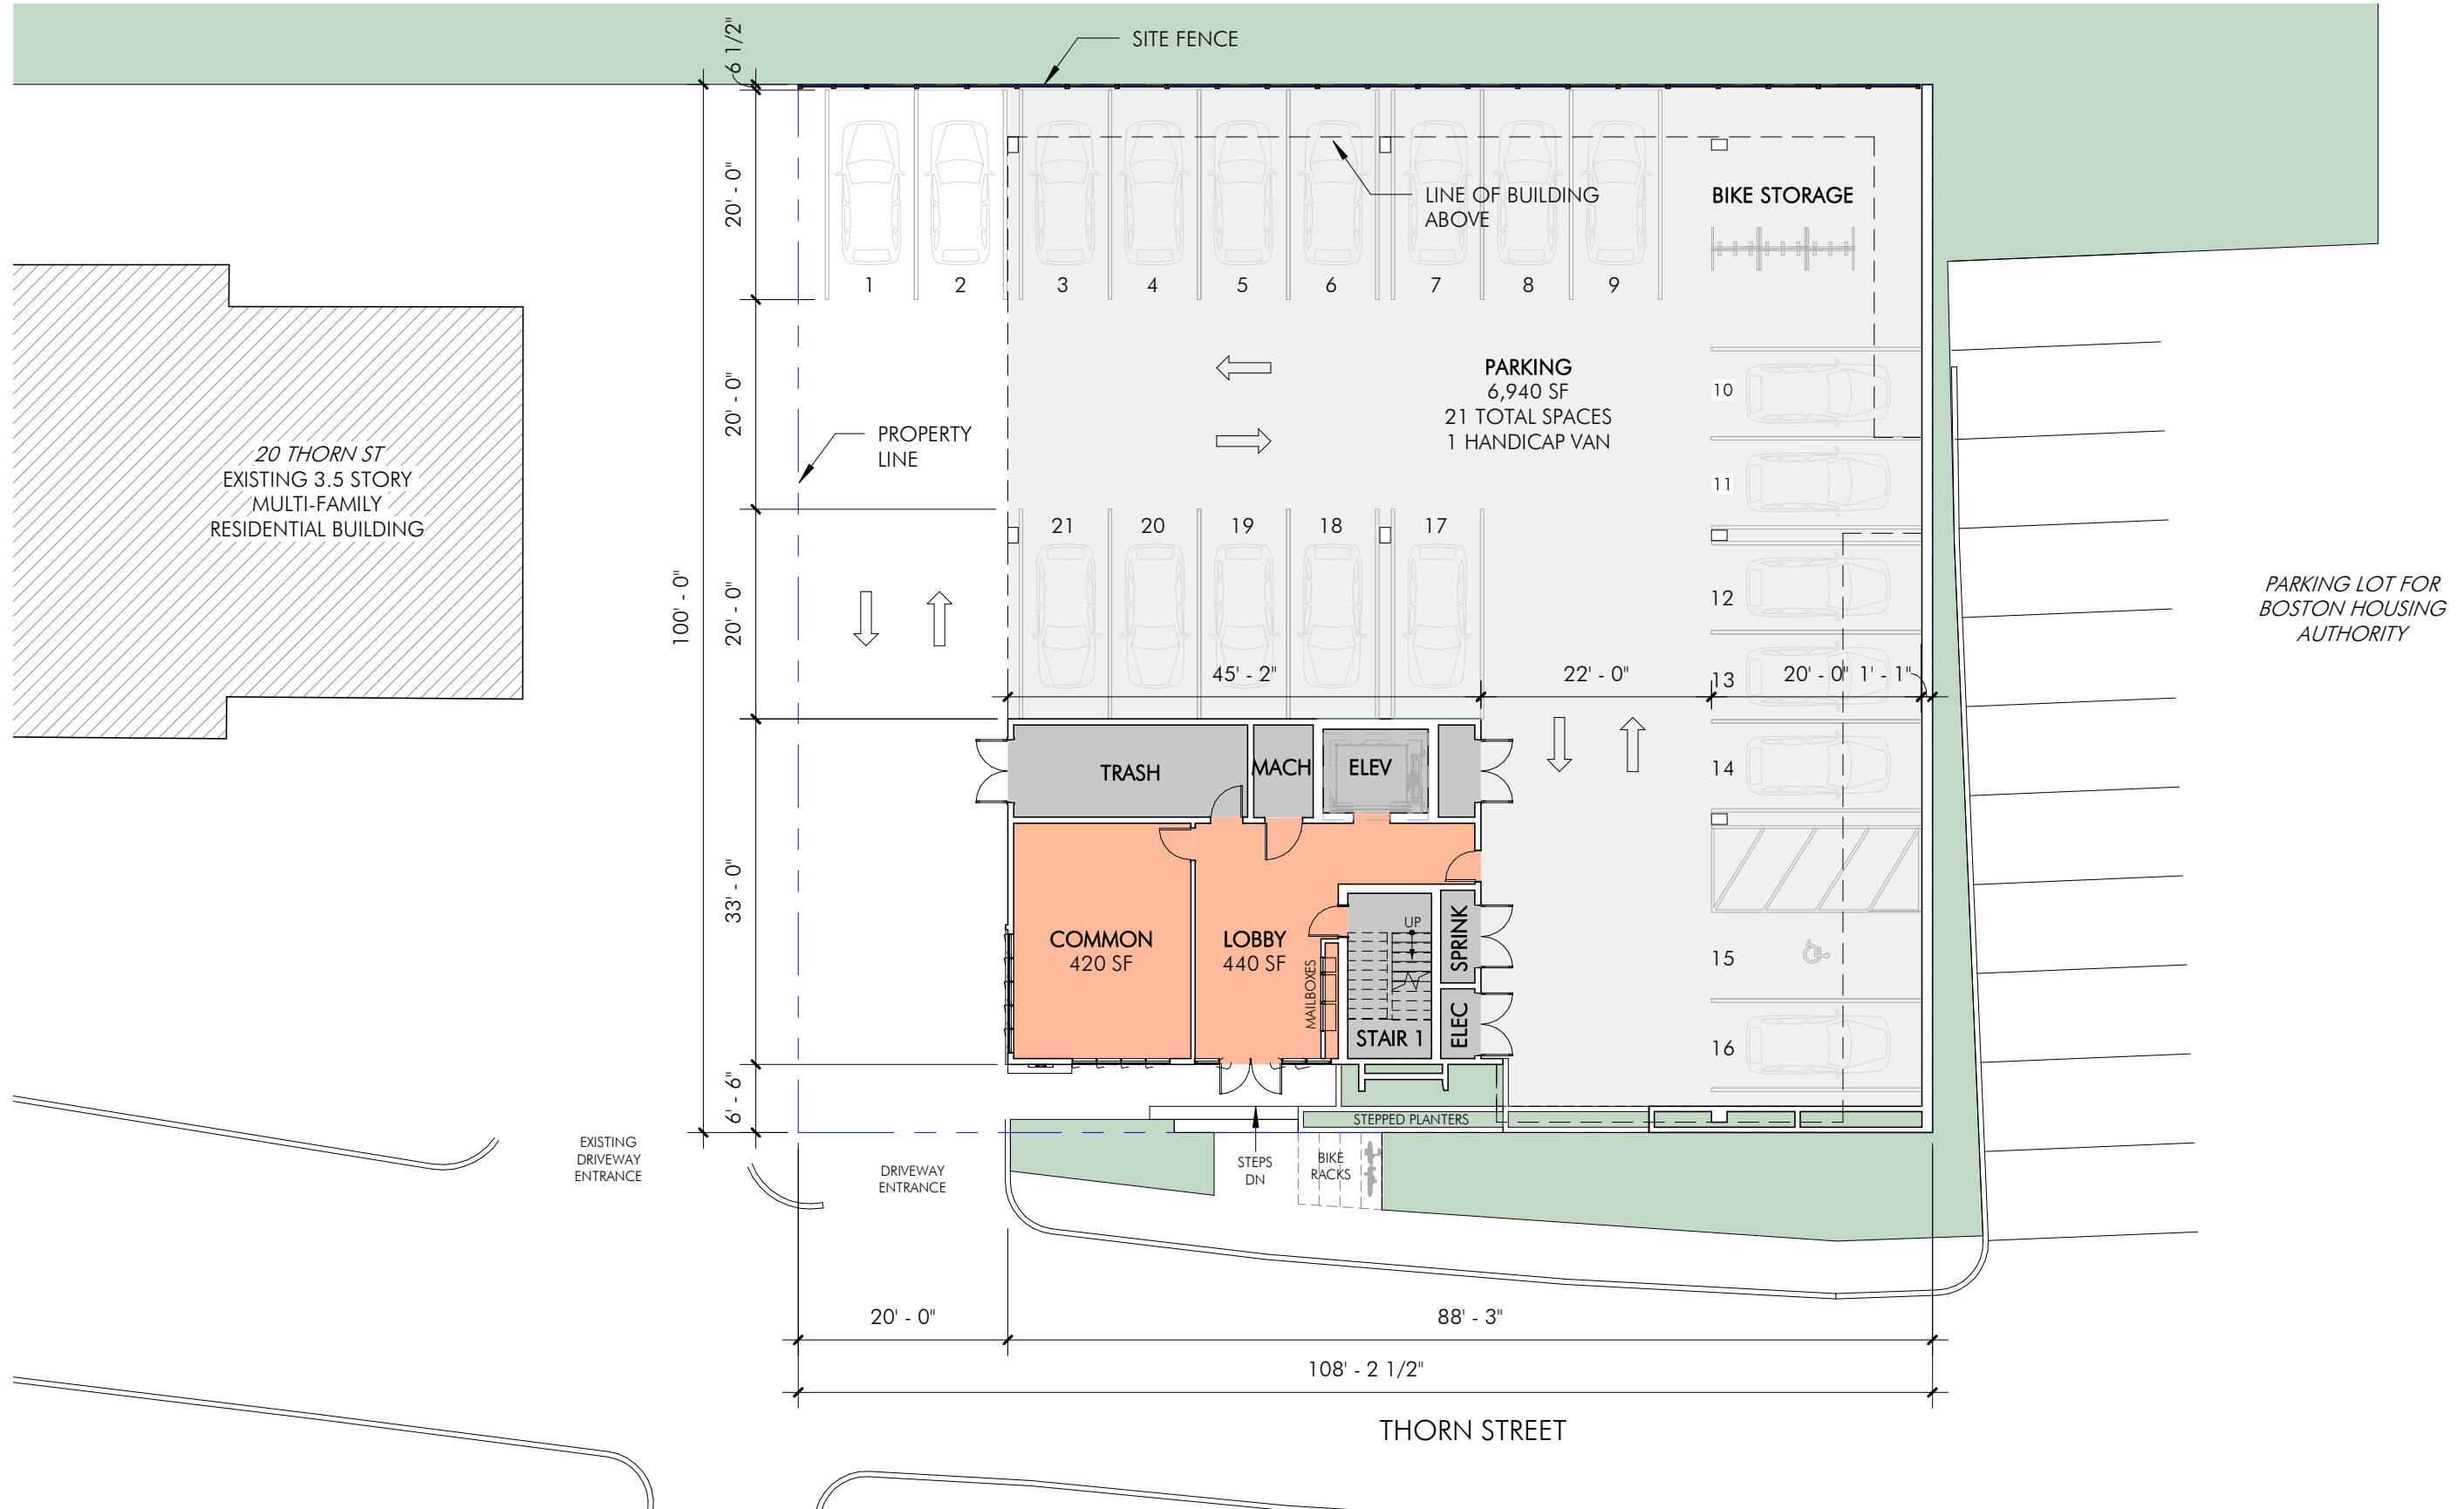 6 1/2"
SITE FENCE
20' - 0"
LINE OF BUILDING
ABOVE
BIKE STORAGE
1
2
3
4
5
6
7
8
9
20' - 0"
PARKING
6,940 SF
21 TOTAL SPACES
1 HANDICAP VAN
10
11
20 THORN ST
EXISTING 3.5 STORY
MULTI-FAMILY
RESIDENTIAL BUILDING
PROPERTY
LINE
21
20
19
18
17
12
100' - 0"
20' - 0"
PARKING LOT FOR
BOSTON HOUSING
AUTHORITY
45' - 2"
22' - 0"
20' - 0"
1' - 1"
13
TRASH
MACH
ELEV
14
33' - 0"
COMMON
420 SF
LOBBY
440 SF
MAILBOXES
UP
STAIR 1
SPRINK
ELEC
15
16
6' - 6"
STEPPED PLANTERS
EXISTING
DRIVEWAY
ENTRANCE
DRIVEWAY
ENTRANCE
STEPS
DN
BIKE
RACKS
20' - 0"
88' - 3"
108' - 2 1/2"
THORN STREET